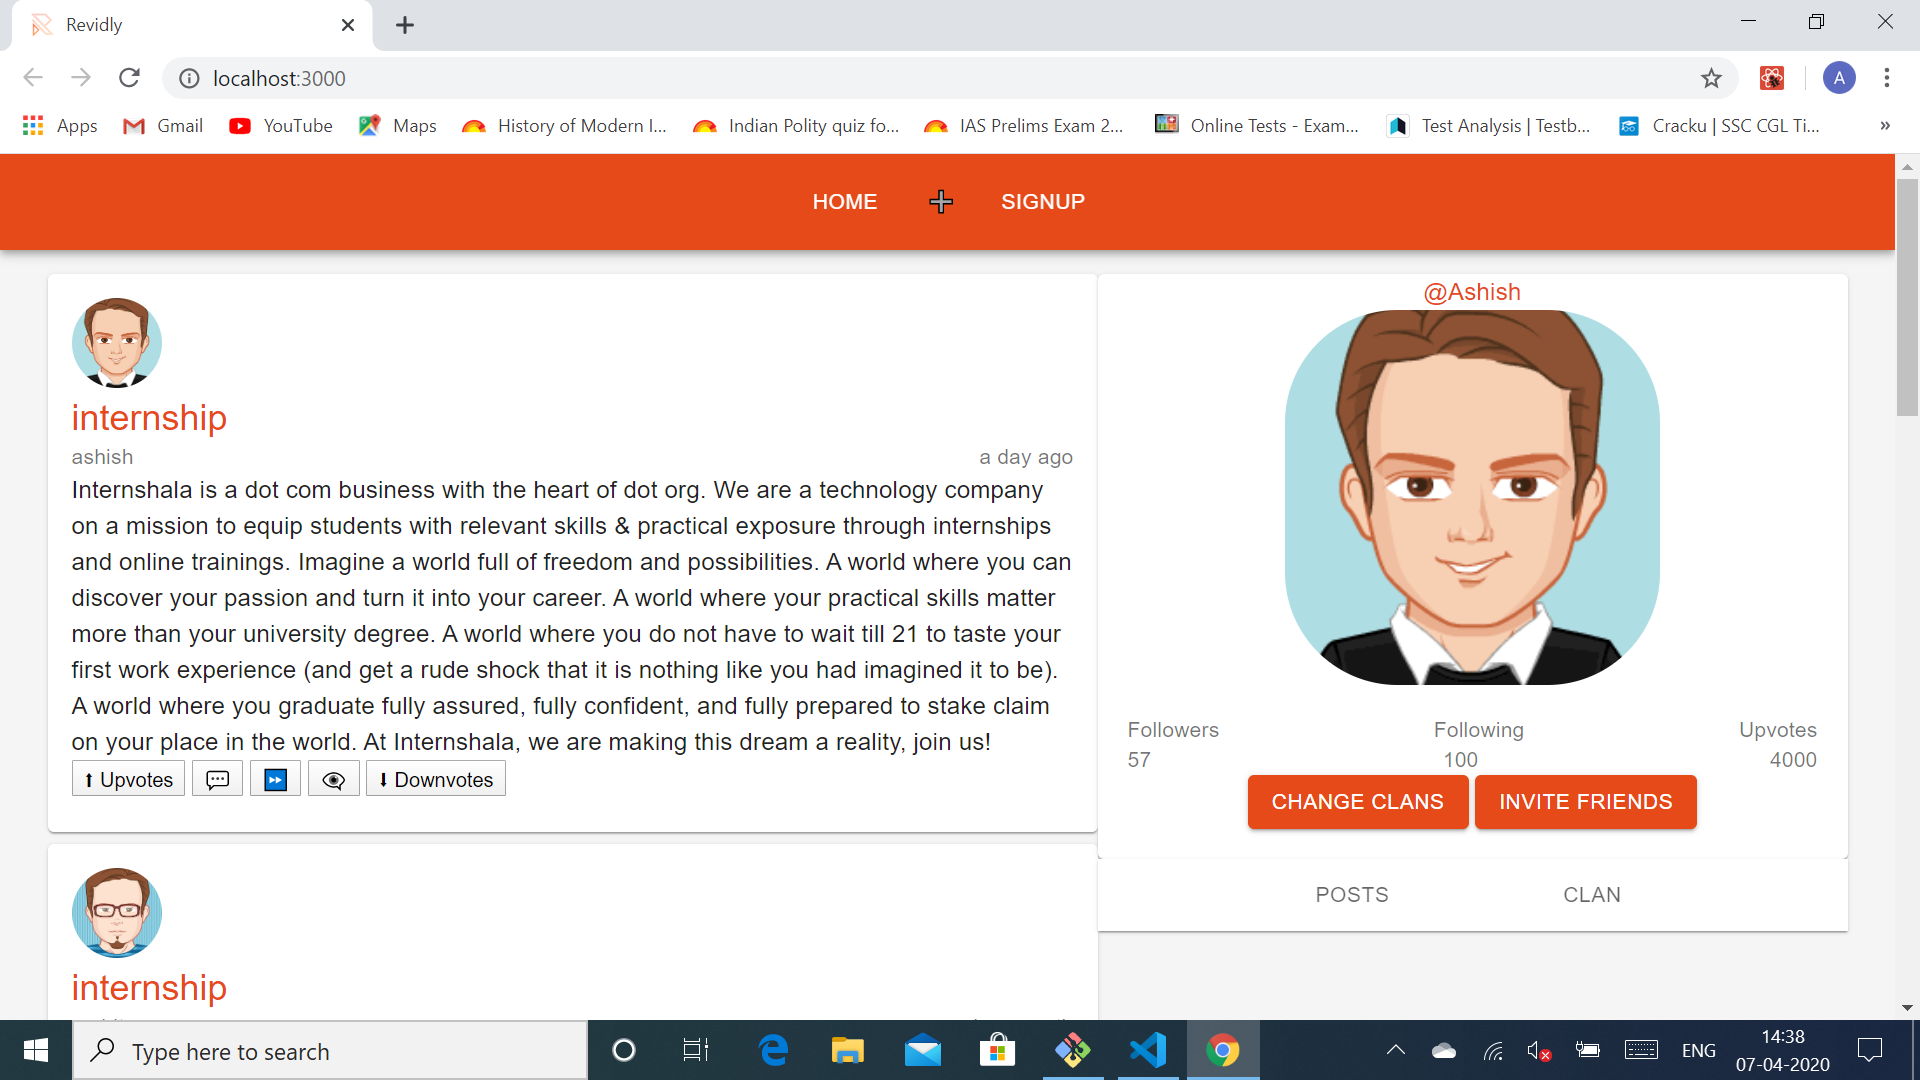 Revidly
localhost:3000
A
Apps
Gmail
YouTube
Maps
History of Modern I...
Indian Polity quiz fo...
IAS Prelims Exam 2...
Online Tests - Exam...
Test Analysis | Testb...
Cracku | SSC CGL Ti...
»
HOME
SIGNUP
internship
ashish
a day ago
Internshala is a dot com business with the heart of dot org. We are a technology company
on a mission to equip students with relevant skills & practical exposure through internships
and online trainings. Imagine a world full of freedom and possibilities. A world where you can
discover your passion and turn it into your career. A world where your practical skills matter
more than your university degree. A world where you do not have to wait till 21 to taste your
first work experience (and get a rude shock that it is nothing like you had imagined it to be).
A world where you graduate fully assured, fully confident, and fully prepared to stake claim
on your place in the world. At Internshala, we are making this dream a reality, join us!
⬆ Upvotes
⬇ Downvotes
@Ashish
Followers
Following
Upvotes
57
100
4000
CHANGE CLANS
INVITE FRIENDS
POSTS
CLAN
internship
Type here to search
ENG
14:38
07-04-2020